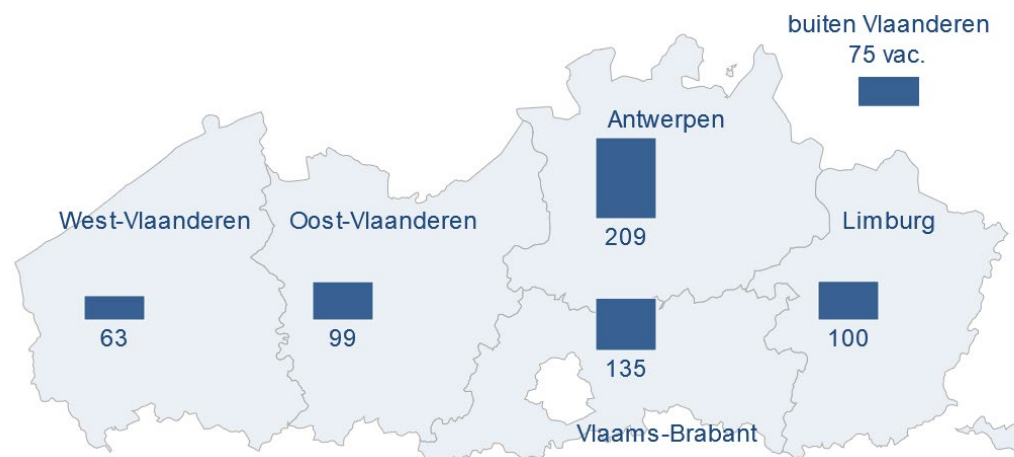 buiten Vlaanderen
75 vac.
Antwerpen
209
West-Vlaanderen
63
Oost-Vlaanderen
99
Limburg
100
135
Vlaams-Brabant